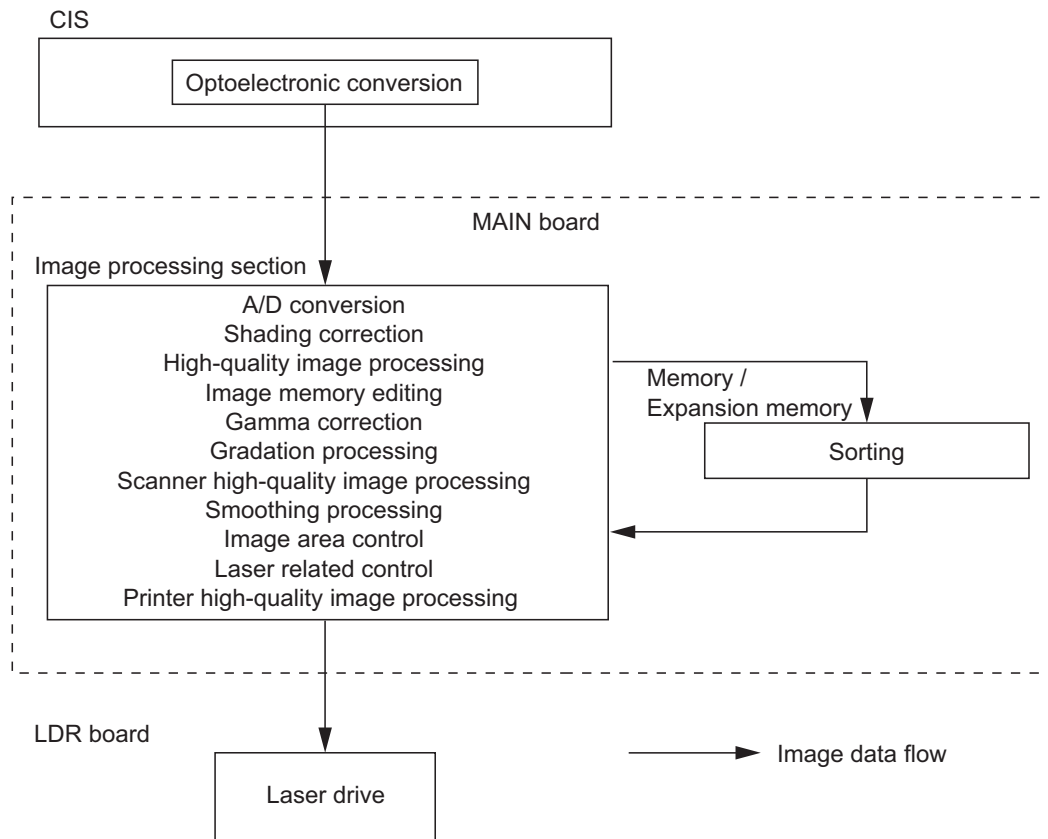 CIS
Optoelectronic conversion
MAIN board
Image processing section
A/D conversion
Shading correction
High-quality image processing
Image memory editing
Gamma correction
Gradation processing
Scanner high-quality image processing
Smoothing processing
Image area control
Laser related control
Printer high-quality image processing
Memory /
Expansion memory
Sorting
LDR board
Laser drive
Image data flow